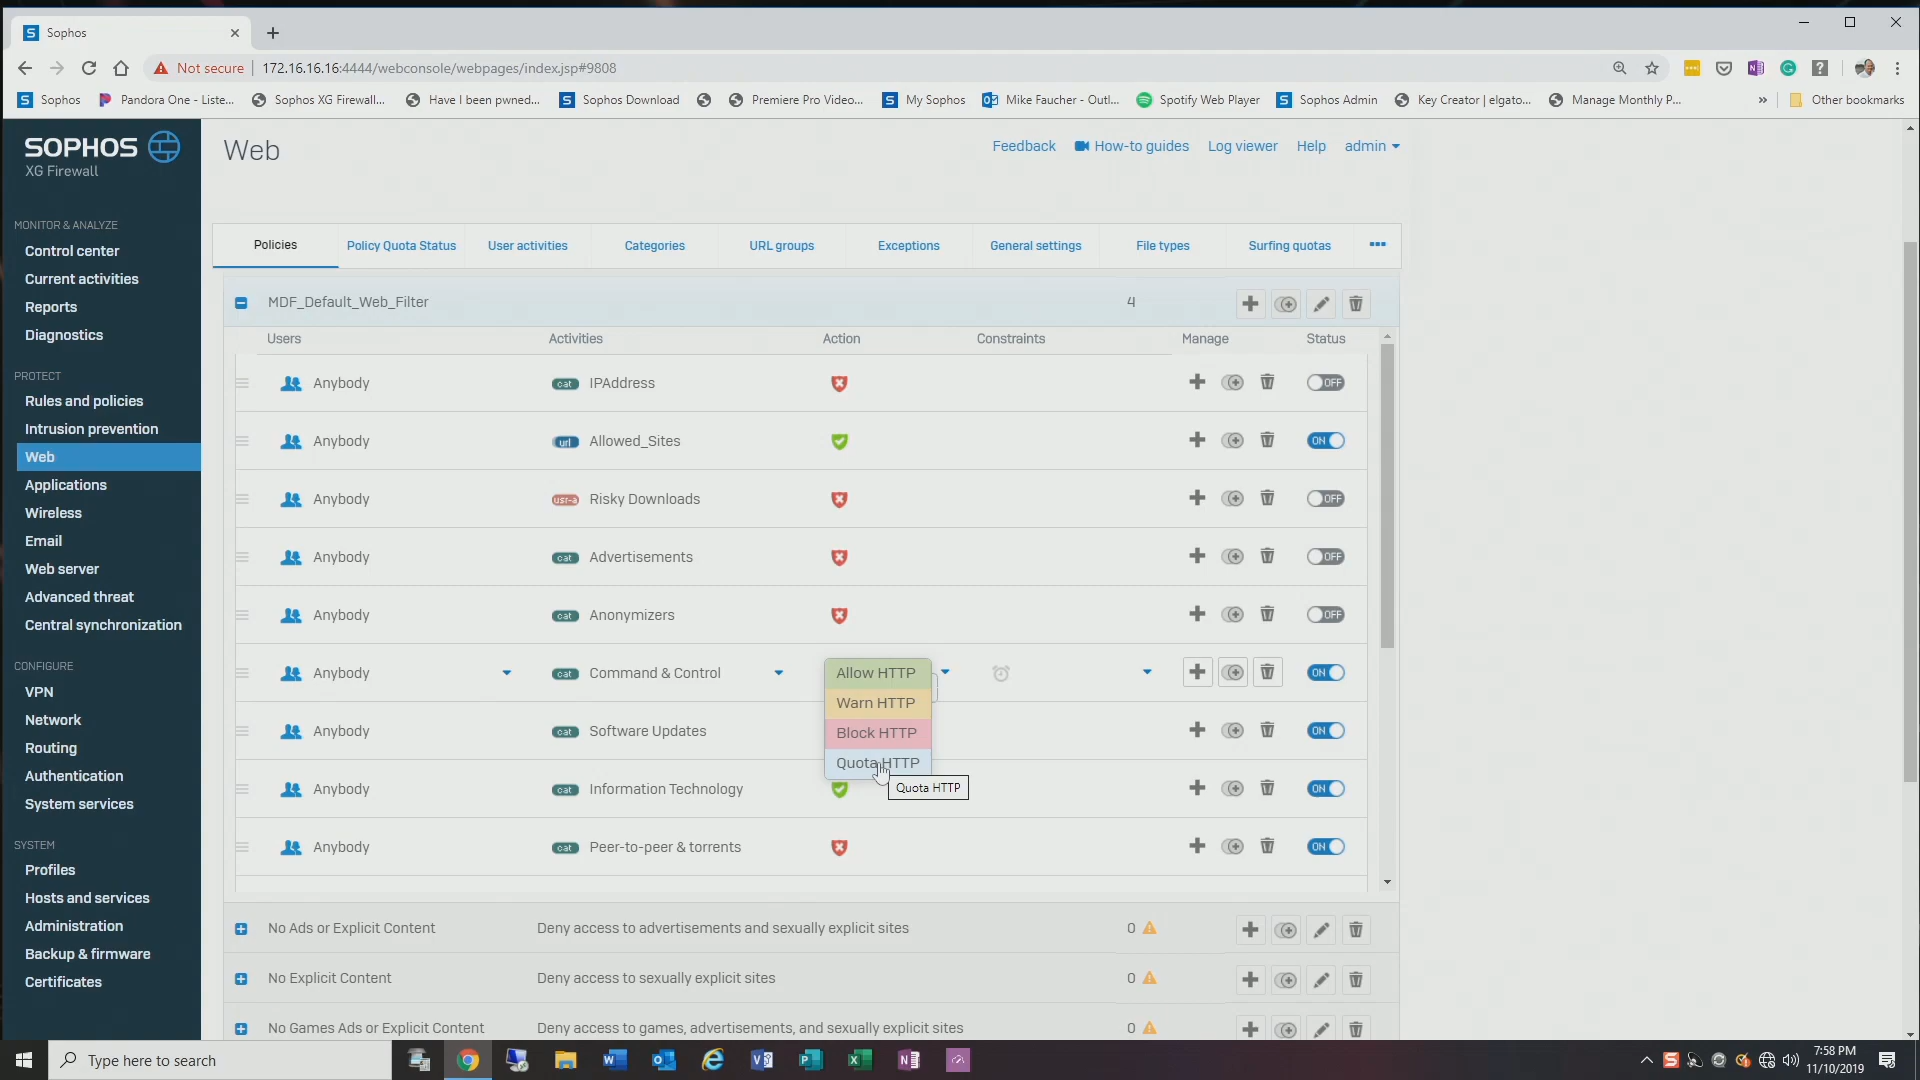 Sophos
Not secure
172.16.16.16:4444/webconsole/webpages/index.jsp#9808
Sophos
Pandora One - Liste...
Sophos XG Firewall...
Have I been pwned...
Sophos Download
Premiere Pro Video...
My Sophos
Mike Faucher - Outl...
Spotify Web Player
Sophos Admin
Key Creator | elgato...
Manage Monthly P...
»
Other bookmarks
SOPHOS
XG Firewall
Web
Feedback
How-to guides
Log viewer
Help
admin
MONITOR & ANALYZE
Control center
Current activities
Reports
Diagnostics
PROTECT
Rules and policies
Intrusion prevention
Web
Applications
Wireless
Email
Web server
Advanced threat
Central synchronization
CONFIGURE
VPN
Network
Routing
Authentication
System services
SYSTEM
Profiles
Hosts and services
Administration
Backup & firmware
Certificates
Policies
Policy Quota Status
User activities
Categories
URL groups
Exceptions
General settings
File types
Surfing quotas
MDF_Default_Web_Filter
4
Users
Activities
Action
Constraints
Manage
Status
Anybody
cat
IPAddress
OFF
Anybody
url
Allowed_Sites
ON
Anybody
usr-a
Risky Downloads
OFF
Anybody
cat
Advertisements
OFF
Anybody
cat
Anonymizers
OFF
Anybody
cat
Command & Control
Allow HTTP
ON
Warn HTTP
Anybody
cat
Software Updates
Block HTTP
ON
Quota HTTP
Quota HTTP
Anybody
cat
Information Technology
ON
Anybody
cat
Peer-to-peer & torrents
ON
No Ads or Explicit Content
Deny access to advertisements and sexually explicit sites
0
No Explicit Content
Deny access to sexually explicit sites
0
No Games Ads or Explicit Content
Deny access to games, advertisements, and sexually explicit sites
0
Type here to search
7:58 PM
11/10/2019